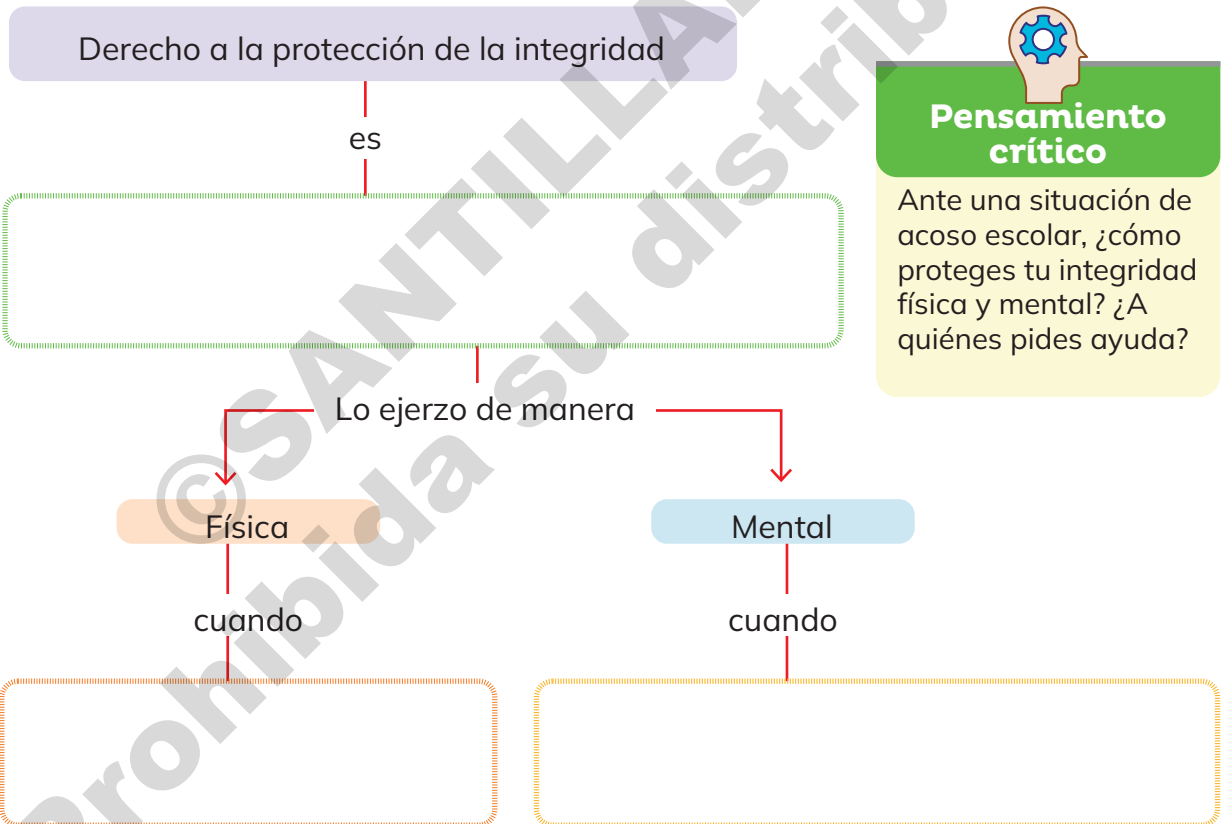 Derecho a la protección de la integridad
es
Lo ejerzo de manera
Física
Mental
cuando
cuando
Pensamiento
crítico
Ante una situación de
acoso escolar, ¿cómo
proteges tu integridad
física y mental? ¿A
quiénes pides ayuda?
©SANTILLA
Prohibida su distrib